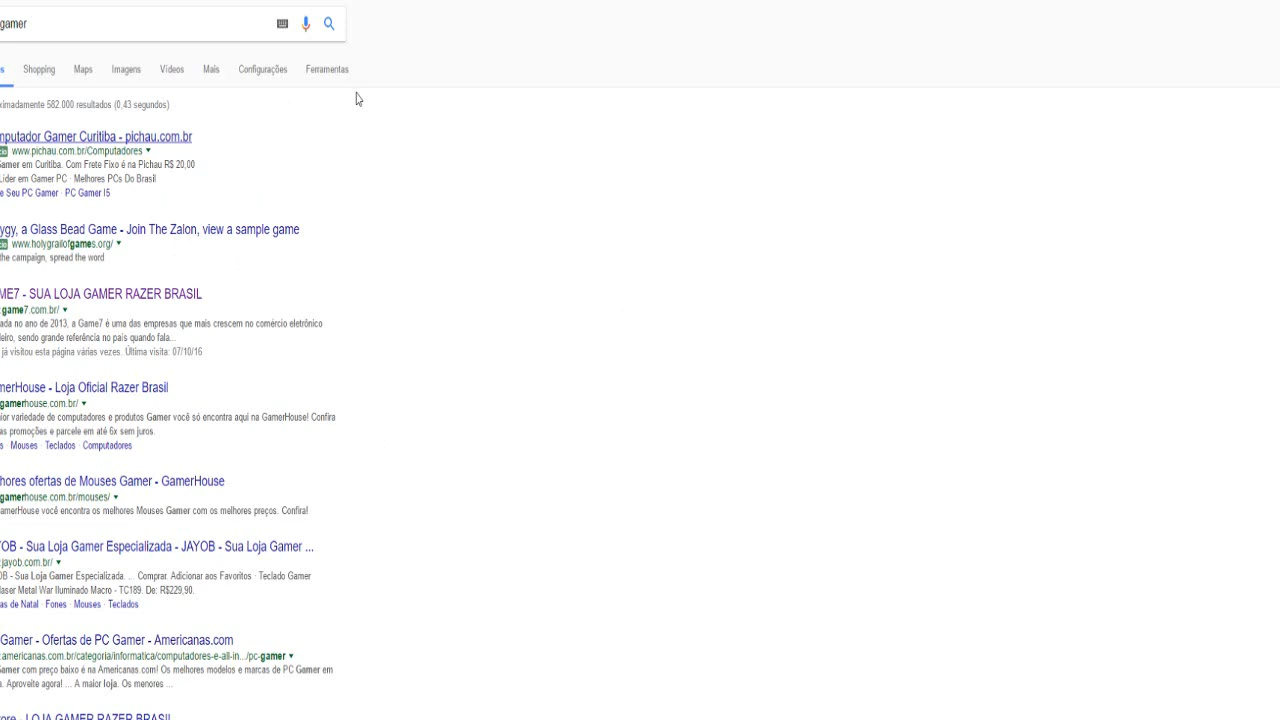 gamer
Shopping Maps Imagens Vídeos Mais Configurações Ferramentas
ximadamente 582.000 resultados (0,43 segundos)
mputador Gamer Curitiba - pichau.com.br
www.pichau.com.br/Computadores
Gamer em Curitiba. Com Frete Fixo é na Pichau R$ 20,00
Líder em Gamer PC · Melhores PCs Do Brasil
e Seu PC Gamer · PC Gamer I5
ygy, a Glass Bead Game - Join The Zalon, view a sample game
www.holygrailofgames.org/
the campaign, spread the word
ME7 - SUA LOJA GAMER RAZER BRASIL
game7.com.br/
ada no ano de 2013, a Game7 é uma das empresas que mais crescem no comércio eletrônico
leiro, sendo grande referência no país quando fala...
já visitou esta página várias vezes. Última visita: 07/10/16
merHouse - Loja Oficial Razer Brasil
gamerhouse.com.br/
ior variedade de computadores e produtos Gamer você só encontra aqui na GamerHouse! Confira
as promoções e parcele em até 6x sem juros.
s · Mouses · Teclados · Computadores
hores ofertas de Mouses Gamer - GamerHouse
gamerhouse.com.br/mouses/
GamerHouse você encontra os melhores Mouses Gamer com os melhores preços. Confira!
YOB - Sua Loja Gamer Especializada - JAYOB - Sua Loja Gamer ...
jayob.com.br/
OB - Sua Loja Gamer Especializada. ... Comprar. Adicionar aos Favoritos · Teclado Gamer
laser Metal War Iluminado Macro - TC189. De: R$229,90.
as de Natal · Fones · Mouses · Teclados
Gamer - Ofertas de PC Gamer - Americanas.com
americanas.com.br/categoria/informatica/computadores-e-all-in.../pc-gamer
Gamer com preço baixo é na Americanas.com! Os melhores modelos e marcas de PC Gamer em
a. Aproveite agora! ... A maior loja. Os menores ...
ore - LOJA GAMER RAZER BRASIL